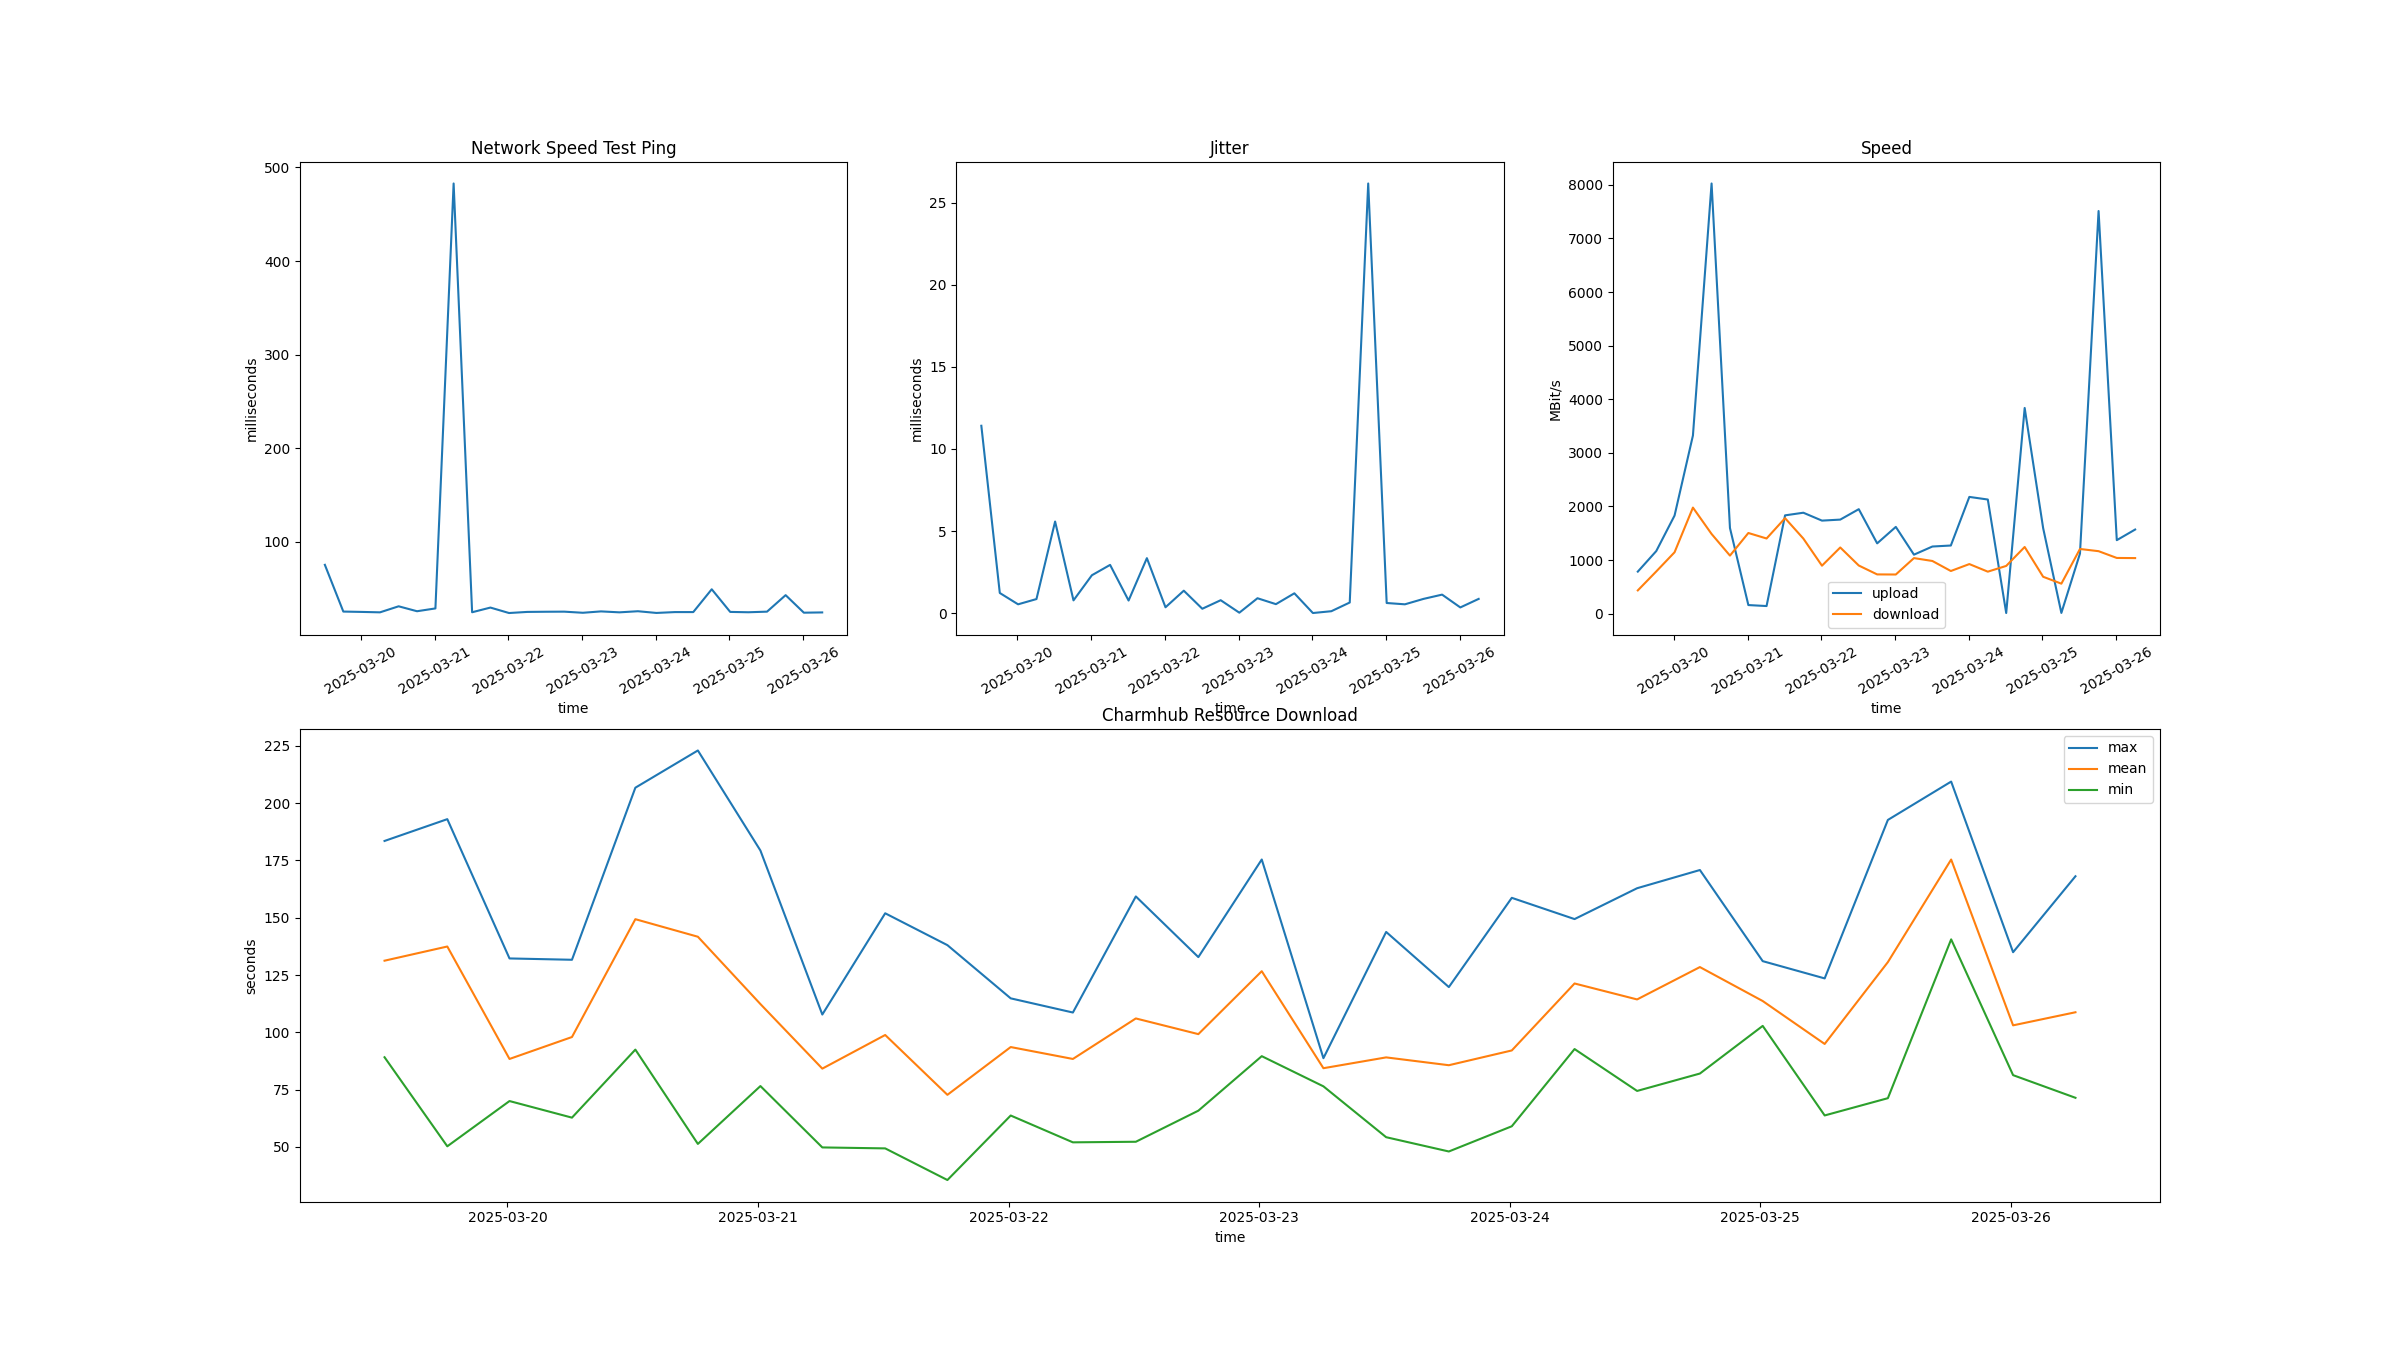 Network Speed Test Ping
500
400
300
200
100
milliseconds
2025-03-20 2025-03-21 2025-03-22 2025-03-23 2025-03-24 2025-03-25 2025-03-26
time
Jitter
25
20
15
10
5
0
milliseconds
2025-03-20 2025-03-21 2025-03-22 2025-03-23 2025-03-24 2025-03-25 2025-03-26
time
Speed
8000
7000
6000
5000
4000
3000
2000
1000
0
MBit/s
upload
download
2025-03-20 2025-03-21 2025-03-22 2025-03-23 2025-03-24 2025-03-25 2025-03-26
time
Charmhub Resource Download
225
200
175
150
125
100
75
50
seconds
max
mean
min
2025-03-20 2025-03-21 2025-03-22 2025-03-23 2025-03-24 2025-03-25 2025-03-26
time